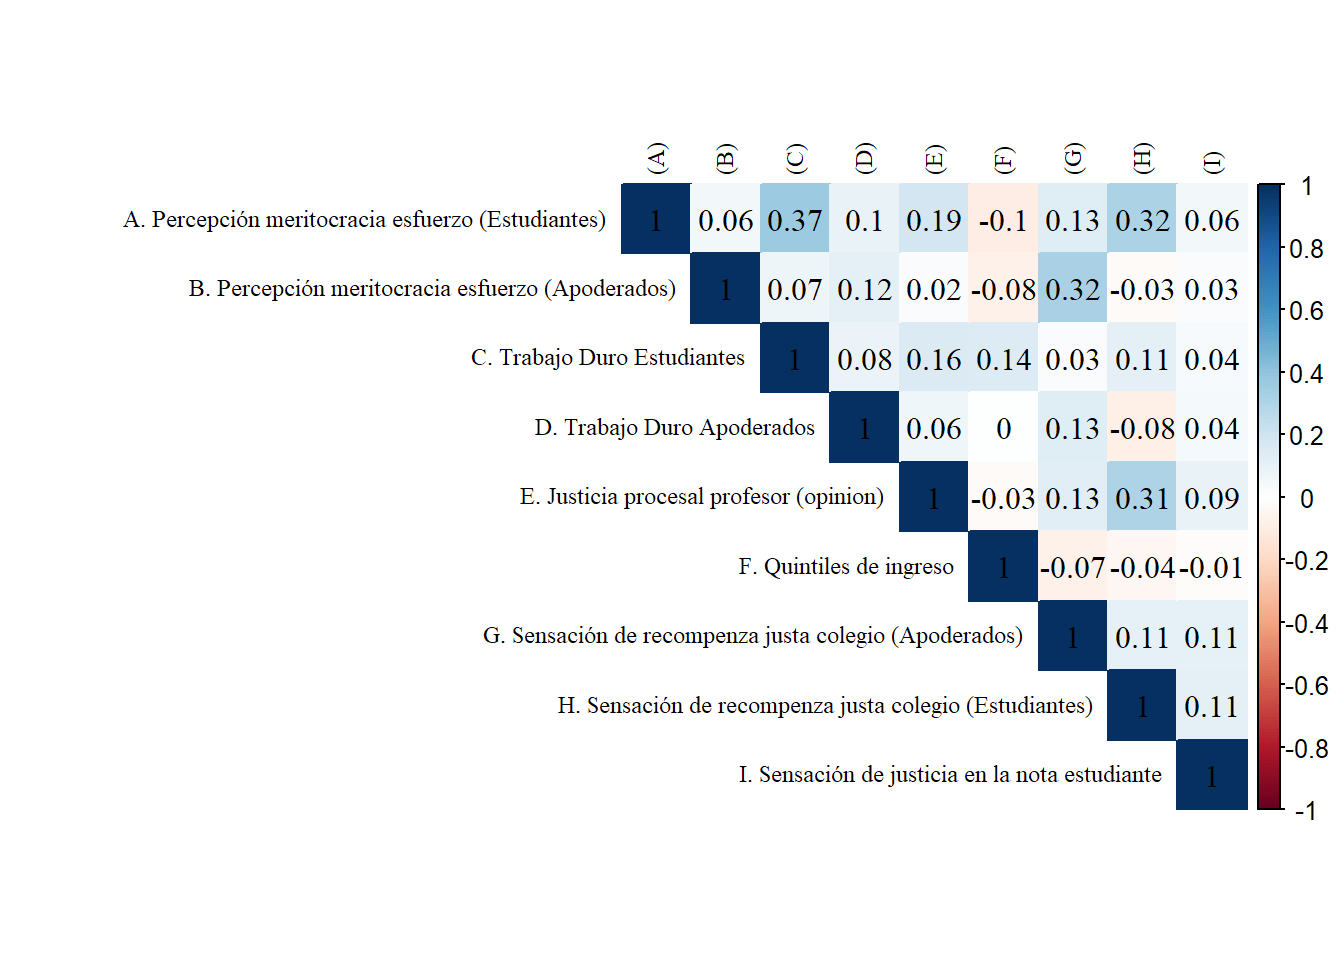 (A) (B) (C) (D) (E) (F) (G) (H) (I)
A. Percepción meritocracia esfuerzo (Estudiantes) 1 0.06 0.37 0.1 0.19 -0.1 0.13 0.32 0.06
B. Percepción meritocracia esfuerzo (Apoderados) 1 0.07 0.12 0.02 -0.08 0.32 -0.03 0.03
C. Trabajo Duro Estudiantes 1 0.08 0.16 0.14 0.03 0.11 0.04
D. Trabajo Duro Apoderados 1 0.06 0 0.13 -0.08 0.04
E. Justicia procesal profesor (opinion) 1 -0.03 0.13 0.31 0.09
F. Quintiles de ingreso 1 -0.07 -0.04 -0.01
G. Sensación de recompenza justa colegio (Apoderados) 1 0.11 0.11
H. Sensación de recompenza justa colegio (Estudiantes) 1 0.11
I. Sensación de justicia en la nota estudiante 1
1
0.8
0.6
0.4
0.2
0
-0.2
-0.4
-0.6
-0.8
-1